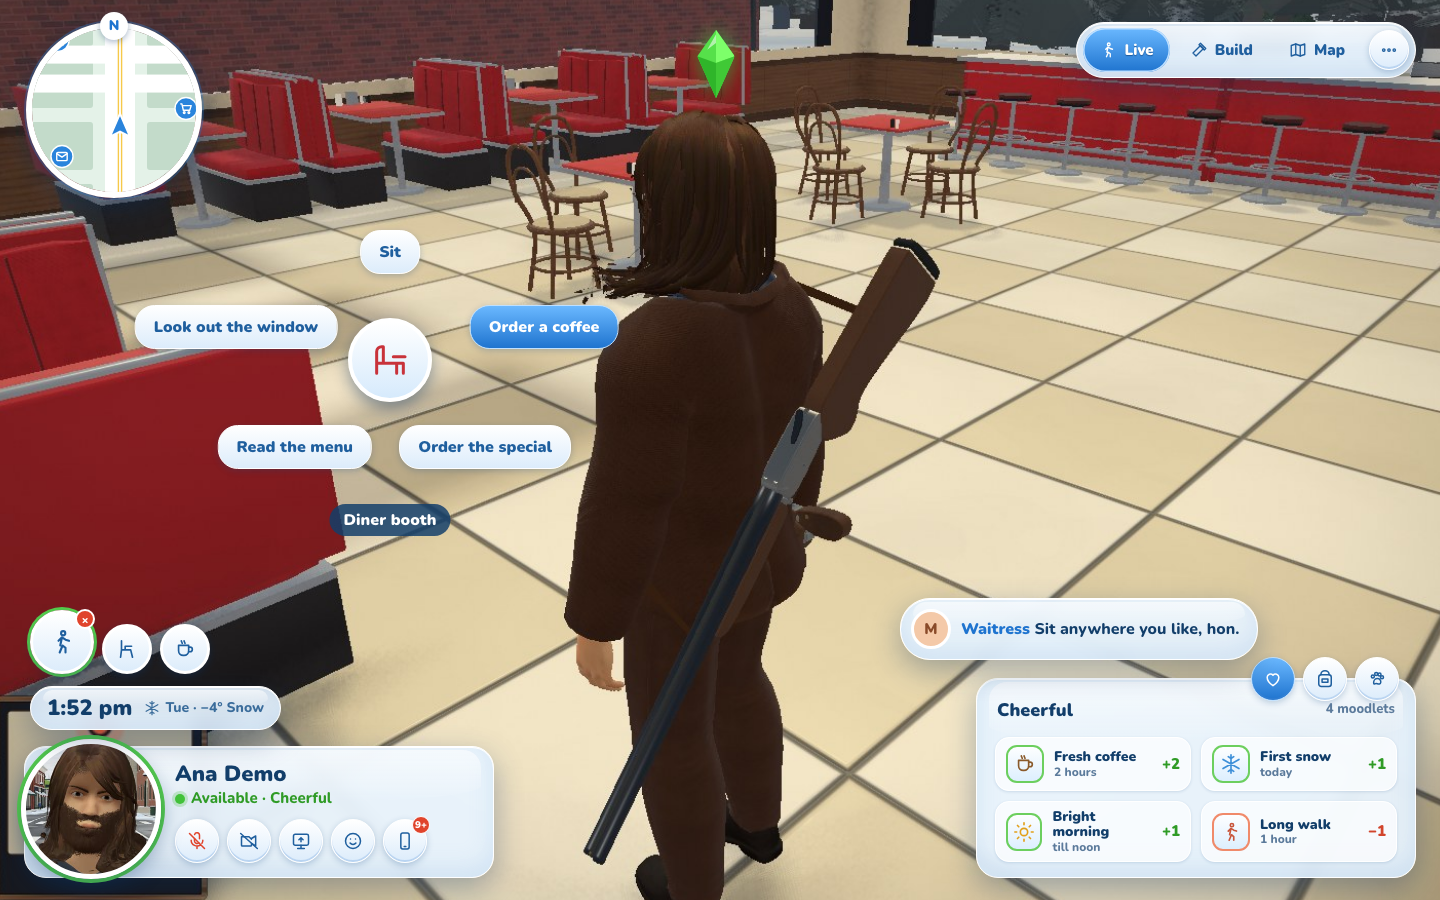 N
Live
Build
Map
Sit
Look out the window
Order a coffee
Read the menu
Order the special
Diner booth
M
Waitress Sit anywhere you like, hon.
1:52 pm
Tue · −4° Snow
Ana Demo
Available · Cheerful
9+
Cheerful
4 moodlets
Fresh coffee
2 hours
+2
First snow
today
+1
Bright
morning
till noon
+1
Long walk
1 hour
−1